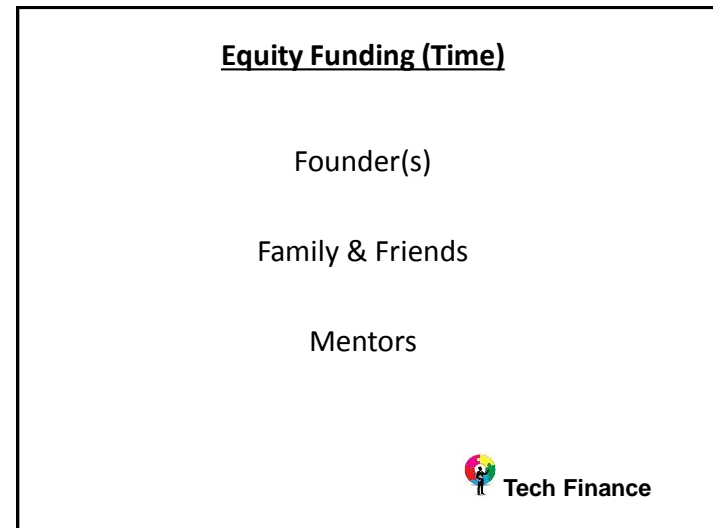 Equity Funding (Time)
Founder(s)
Family & Friends
Mentors
Tech Finance